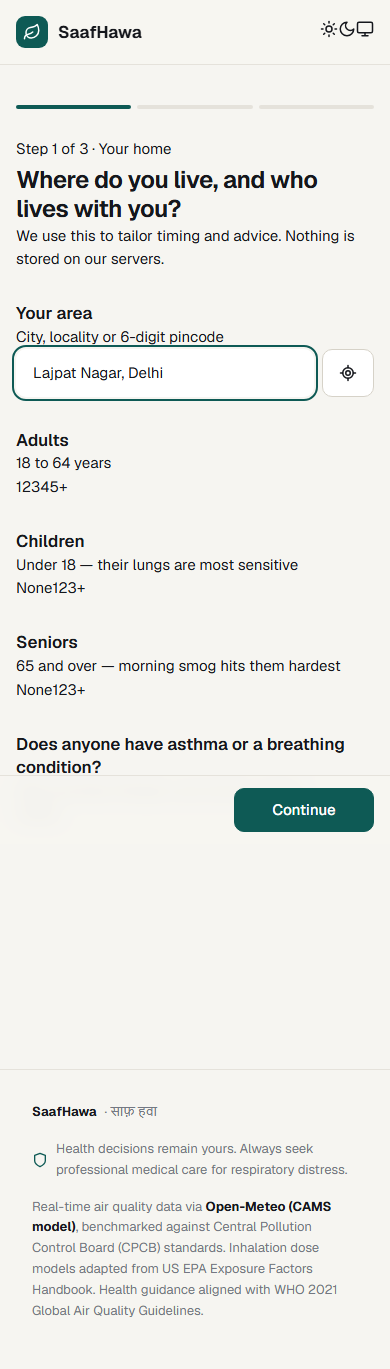 SaafHawa
Step 1 of 3 · Your home
Where do you live, and who
lives with you?
We use this to tailor timing and advice. Nothing is
stored on our servers.
Your area
City, locality or 6-digit pincode
Lajpat Nagar, Delhi
Adults
18 to 64 years
12345+
Children
Under 18 — their lungs are most sensitive
None123+
Seniors
65 and over — morning smog hits them hardest
None123+
Does anyone have asthma or a breathing
condition?
Continue
SaafHawa · साफ़ हवा
Health decisions remain yours. Always seek
professional medical care for respiratory distress.
Real-time air quality data via Open-Meteo (CAMS
model), benchmarked against Central Pollution
Control Board (CPCB) standards. Inhalation dose
models adapted from US EPA Exposure Factors
Handbook. Health guidance aligned with WHO 2021
Global Air Quality Guidelines.